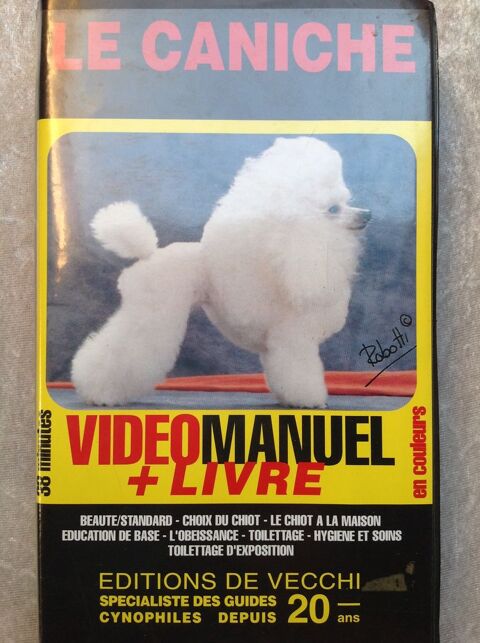 LE CANICHE
Robotti ©
38 minutes
VIDEOMANUEL
+ LIVRE
en couleurs
BEAUTE/STANDARD - CHOIX DU CHIOT - LE CHIOT A LA MAISON
EDUCATION DE BASE - L'OBEISSANCE - TOILETTAGE - HYGIENE ET SOINS
TOILETTAGE D'EXPOSITION
EDITIONS DE VECCHI
SPECIALISTE DES GUIDES
CYNOPHILES DEPUIS 20 ans